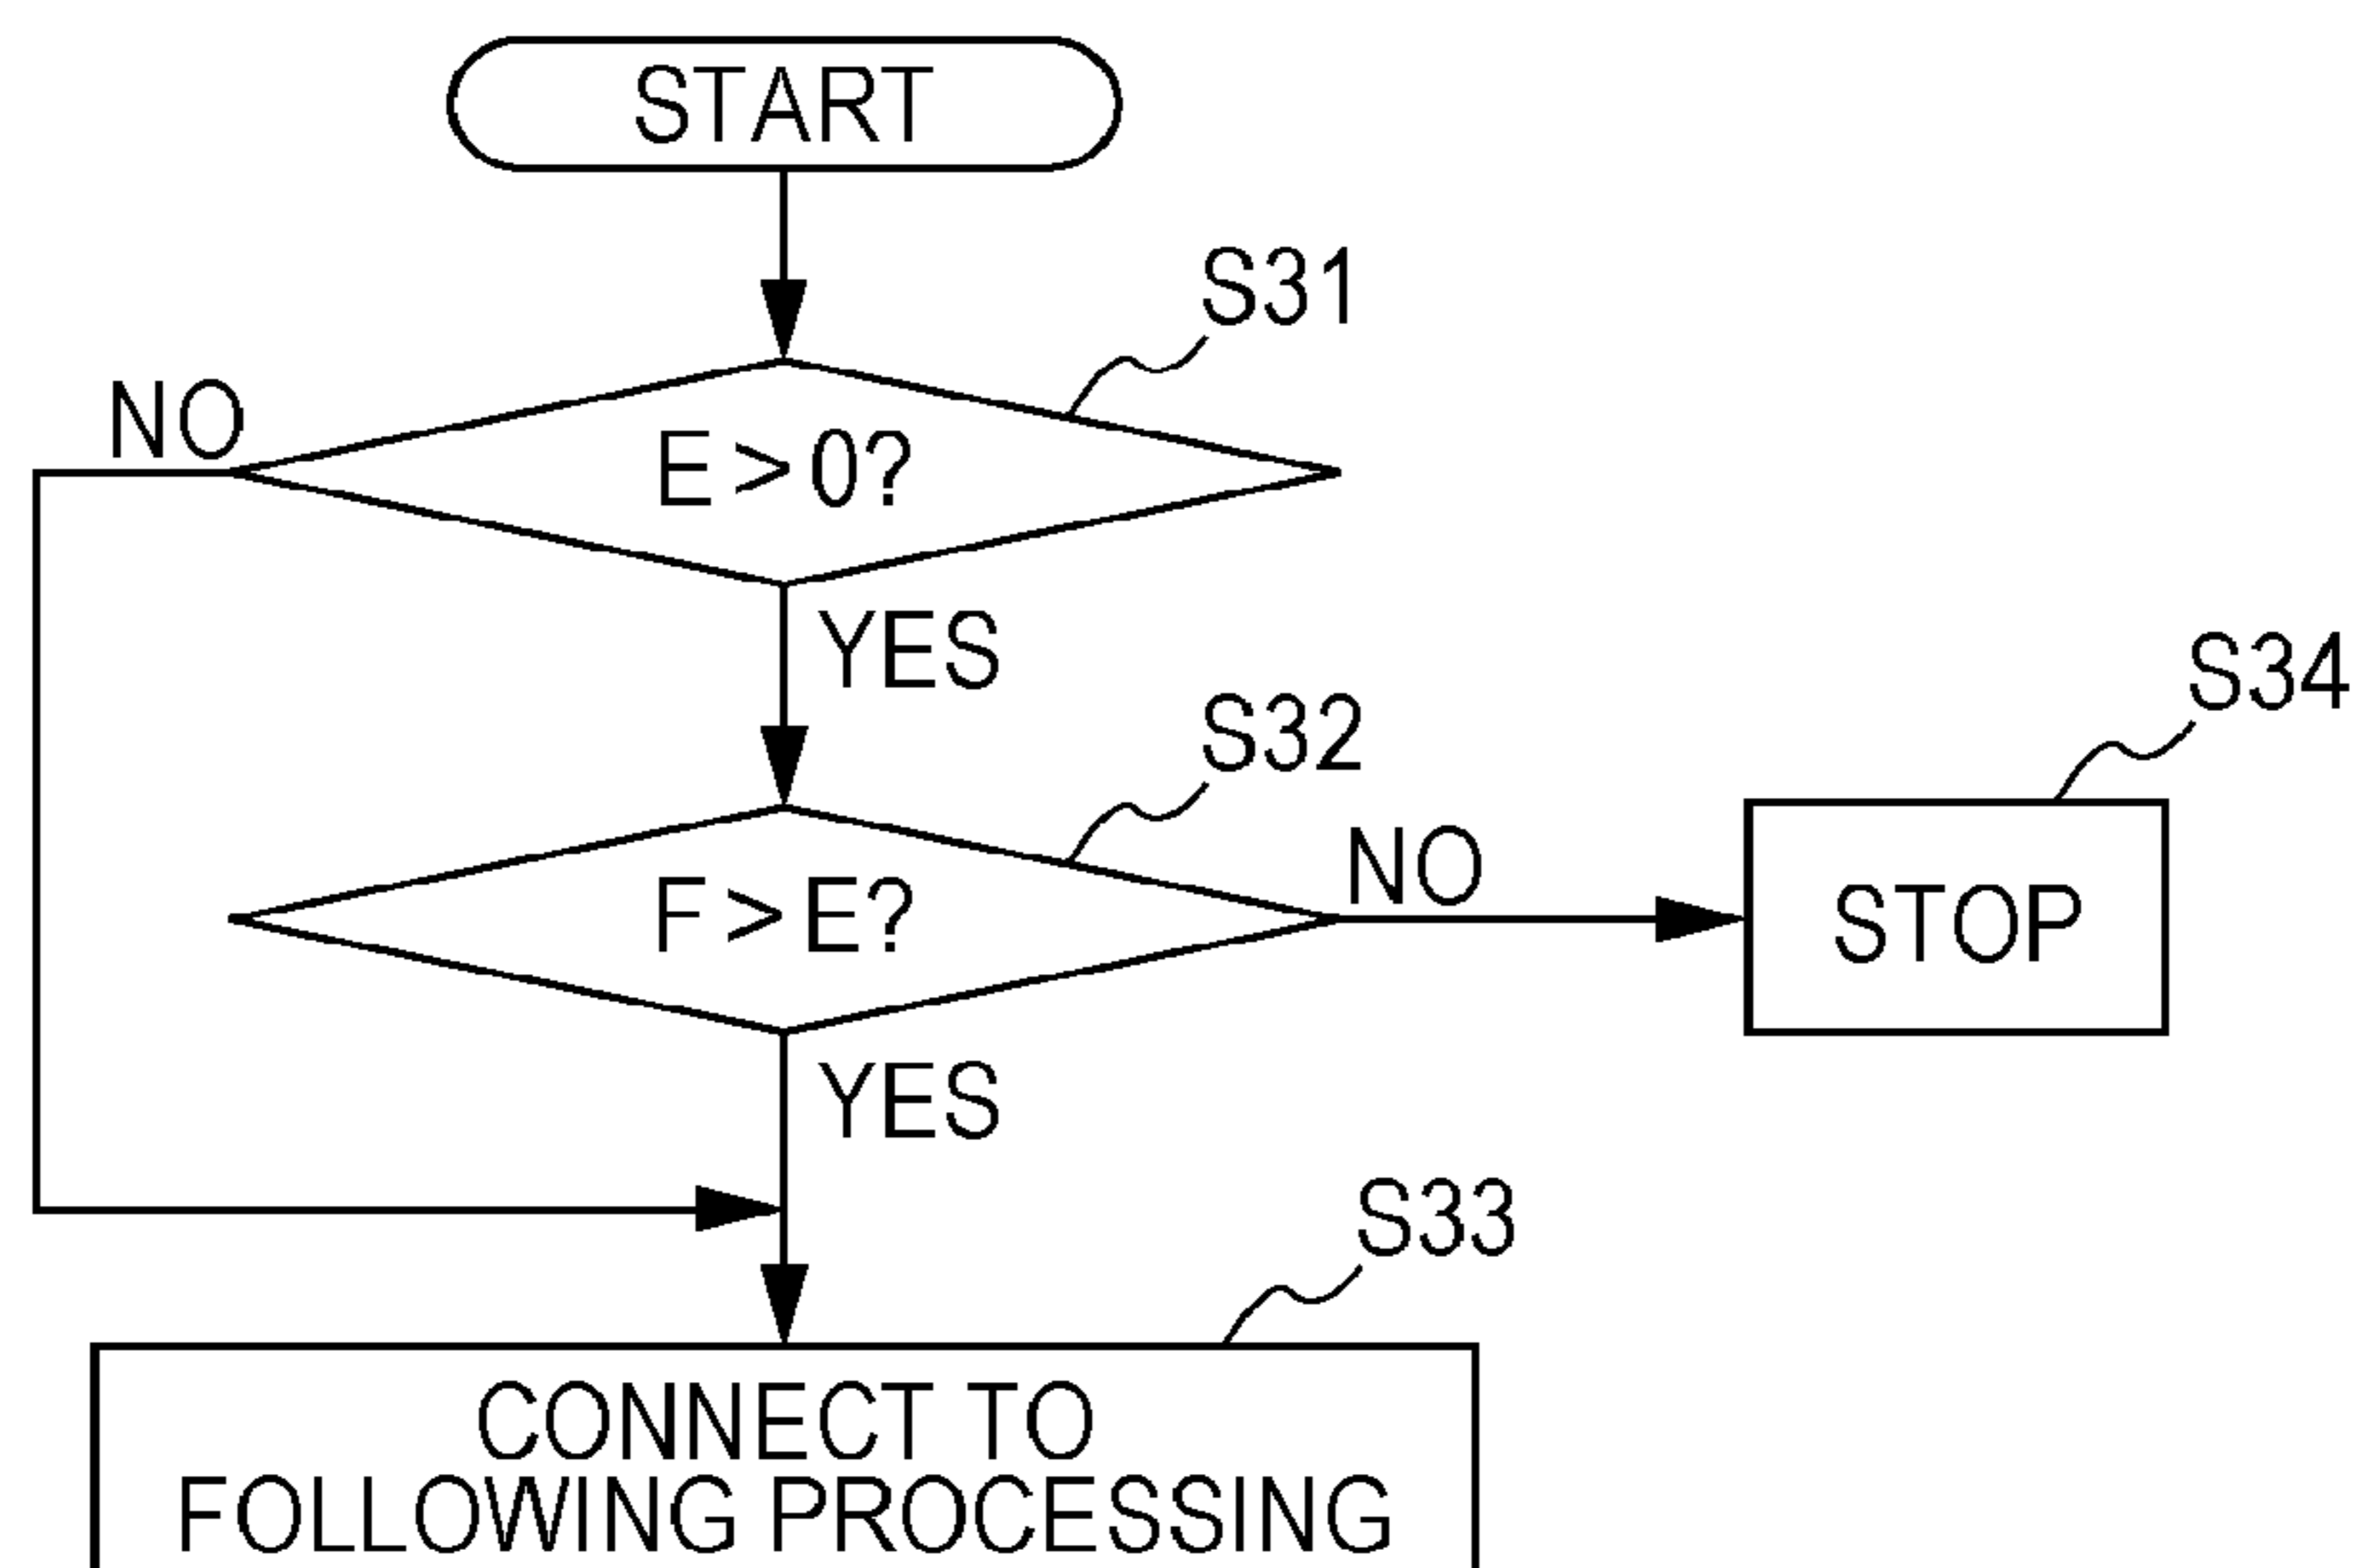 START
S31
NO
E > 0?
YES
S34
S32
NO
F > E?
STOP
YES
S33
CONNECT TO
FOLLOWING PROCESSING